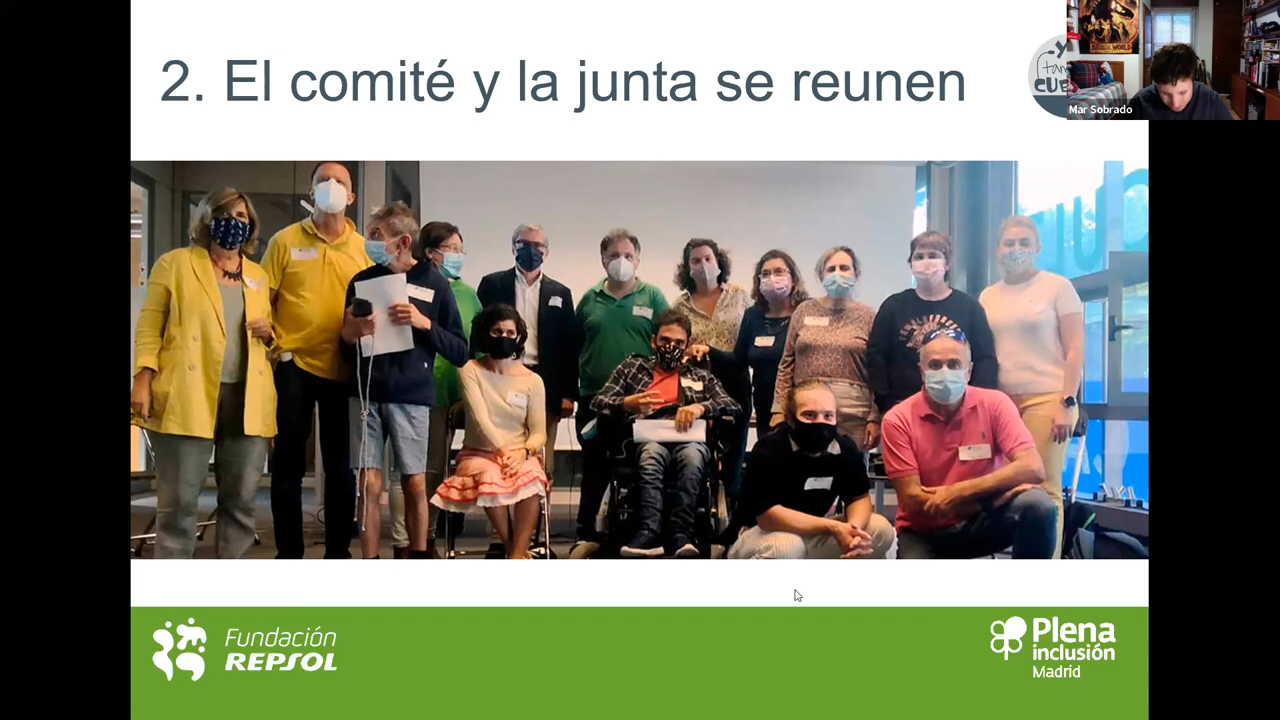 2. El comité y la junta se reunen
Mar Sobrado
Fundación
REPSOL
Plena
inclusión
Madrid